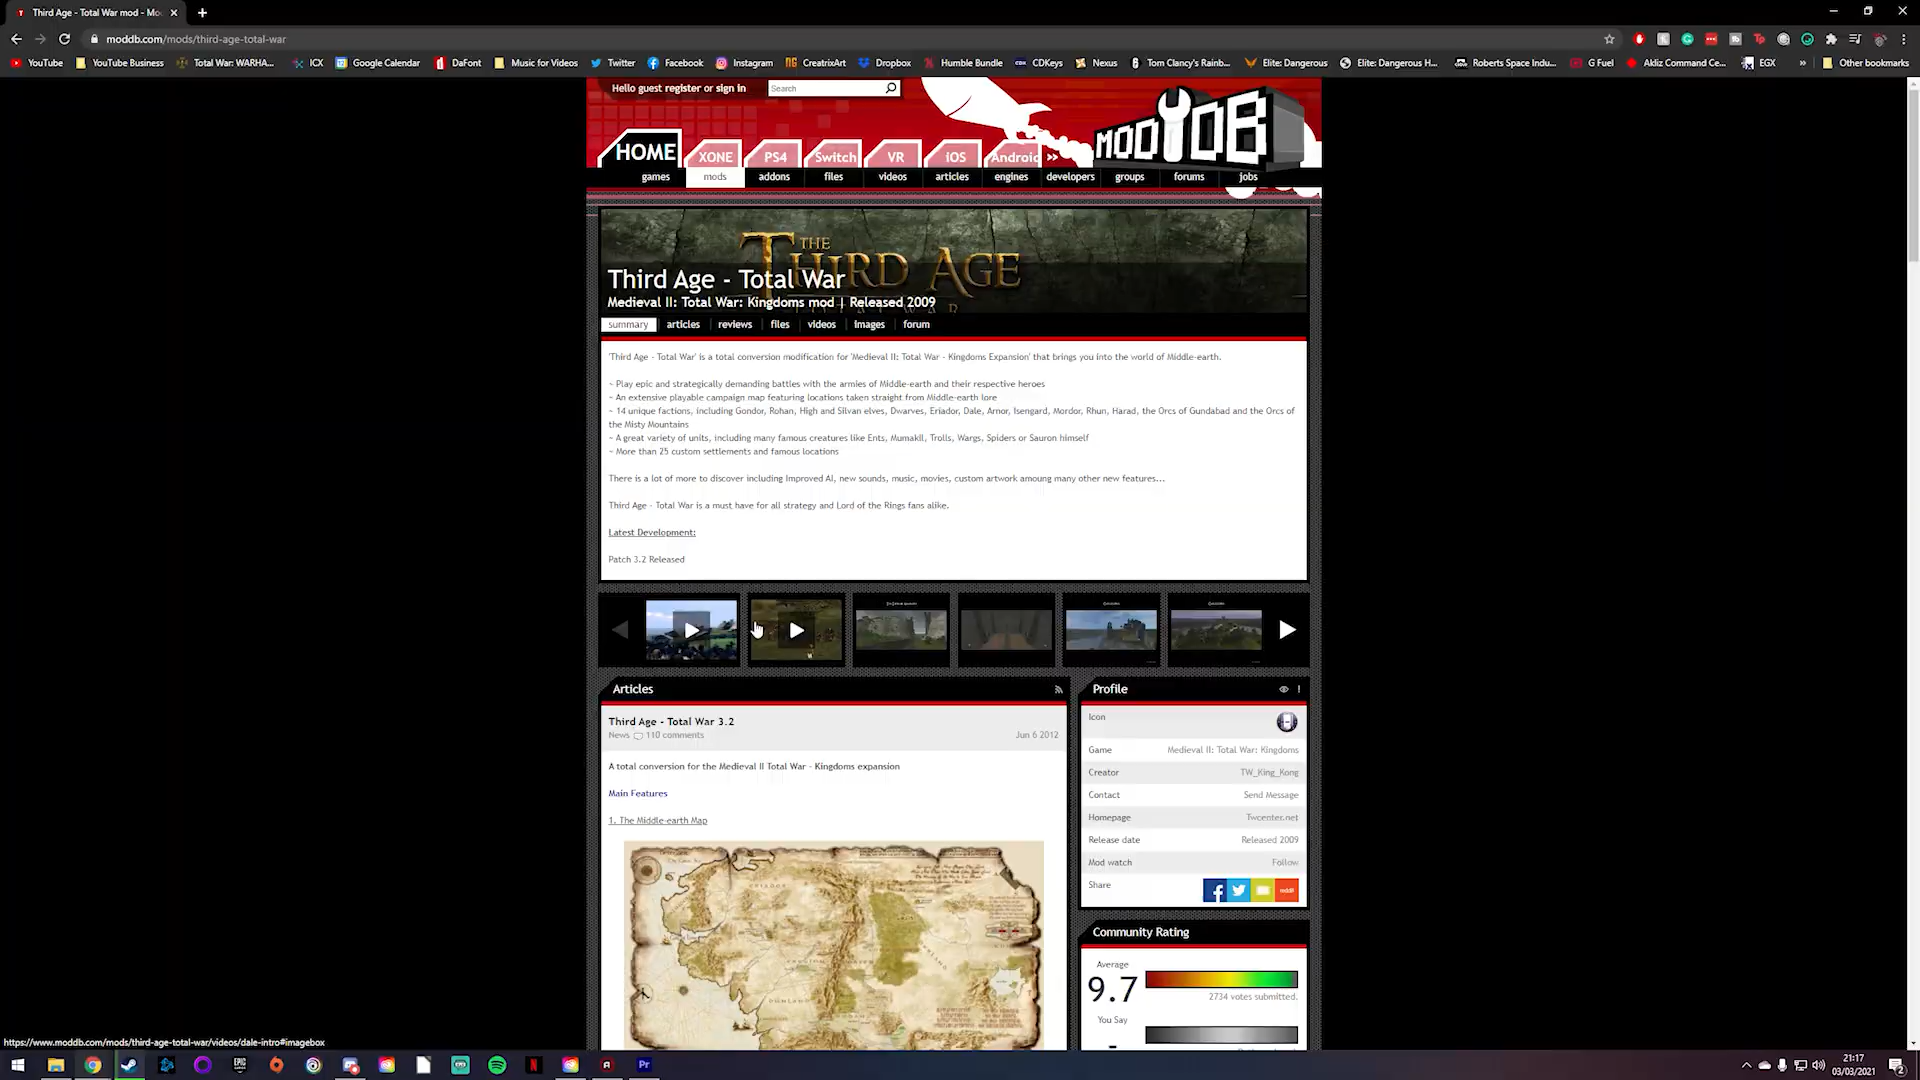 Third Age - Total War mod - Mo
moddb.com/mods/third-age-total-war
YouTube YouTube Business Total War: WARHA... ICX Google Calendar DaFont Music for Videos Twitter Facebook Instagram CreatrixArt Dropbox Humble Bundle CDKeys Nexus Tom Clancy's Rainb... Elite: Dangerous Elite: Dangerous H... Roberts Space Indu... G Fuel Akliz Command Ce... EGX » Other bookmarks
Hello guest register or sign in
Search
MODDB
HOME XONE PS4 Switch VR iOS Android »
games mods addons files videos articles engines developers groups forums jobs
THE
THIRD AGE
Third Age - Total War
Medieval II: Total War: Kingdoms mod | Released 2009
summary articles reviews files videos images forum
'Third Age - Total War' is a total conversion modification for 'Medieval II: Total War - Kingdoms Expansion' that brings you into the world of Middle-earth.
~ Play epic and strategically demanding battles with the armies of Middle-earth and their respective heroes
~ An extensive playable campaign map featuring locations taken straight from Middle-earth lore
~ 14 unique factions, including Gondor, Rohan, High and Silvan elves, Dwarves, Eriador, Dale, Arnor, Isengard, Mordor, Rhun, Harad, the Orcs of Gundabad and the Orcs of
the Misty Mountains
~ A great variety of units, including many famous creatures like Ents, Mumakil, Trolls, Wargs, Spiders or Sauron himself
~ More than 25 custom settlements and famous locations
There is a lot of more to discover including Improved AI, new sounds, music, movies, custom artwork amoung many other new features...
Third Age - Total War is a must have for all strategy and Lord of the Rings fans alike.
Latest Development:
Patch 3.2 Released
Articles
Third Age - Total War 3.2
News 110 comments
Jun 6 2012
A total conversion for the Medieval II Total War - Kingdoms expansion
Main Features
1. The Middle-earth Map
Profile
Icon
Game Medieval II: Total War: Kingdoms
Creator TW_King_Kong
Contact Send Message
Homepage Twcenter.net
Release date Released 2009
Mod watch Follow
Share
Community Rating
Average
9.7
2734 votes submitted.
You Say
-
https://www.moddb.com/mods/third-age-total-war/videos/dale-intro#imagebox
21:17
03/03/2021